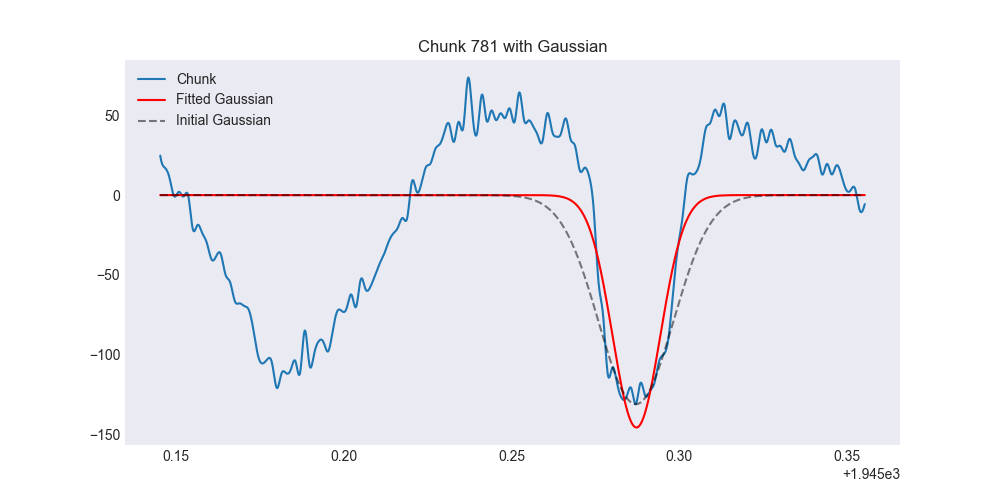 Chunk 781 with Gaussian
Chunk
Fitted Gaussian
Initial Gaussian
50
0
−50
−100
−150
0.15 0.20 0.25 0.30 0.35
+1.945e3